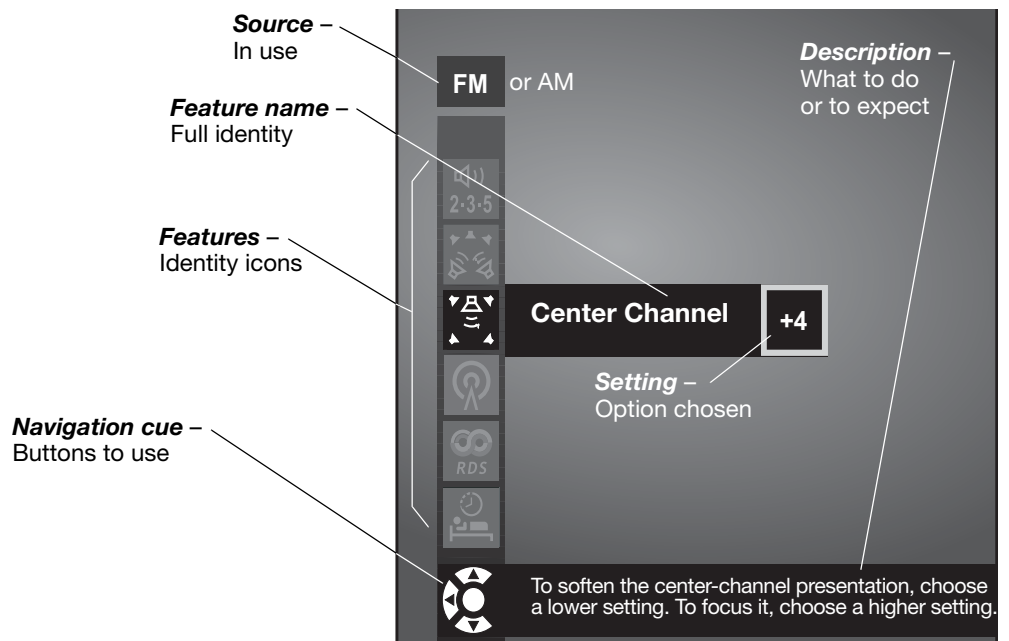 Source –
In use
FM or AM
Description –
What to do
or to expect
Feature name –
Full identity
2·3·5
Features –
Identity icons
Center Channel
+4
Setting –
Option chosen
Navigation cue –
Buttons to use
RDS
To soften the center-channel presentation, choose
a lower setting. To focus it, choose a higher setting.